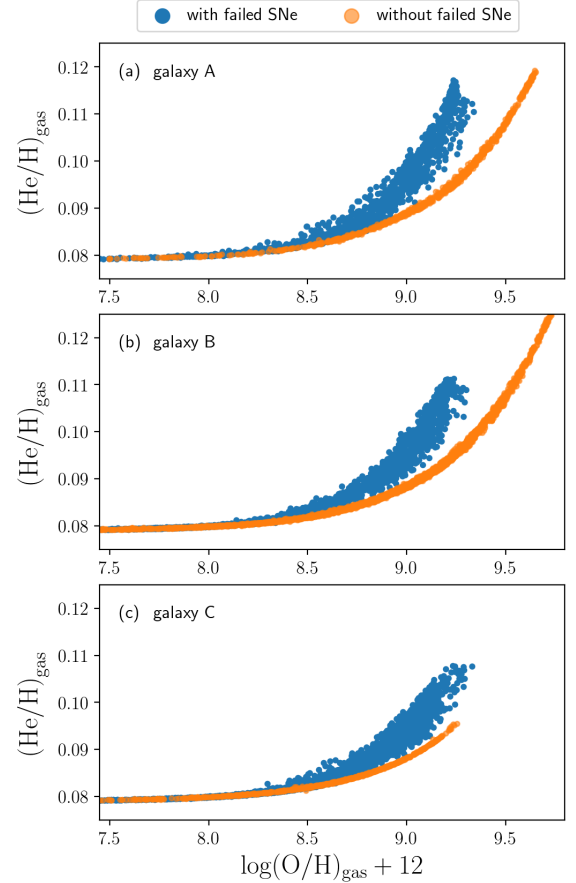 with failed SNe without failed SNe
(a) galaxy A
0.12
0.11
0.10
0.09
0.08
(He/H)gas
7.5 8.0 8.5 9.0 9.5
(b) galaxy B
0.12
0.11
0.10
0.09
0.08
(He/H)gas
7.5 8.0 8.5 9.0 9.5
(c) galaxy C
0.12
0.11
0.10
0.09
0.08
(He/H)gas
7.5 8.0 8.5 9.0 9.5
log(O/H)gas + 12